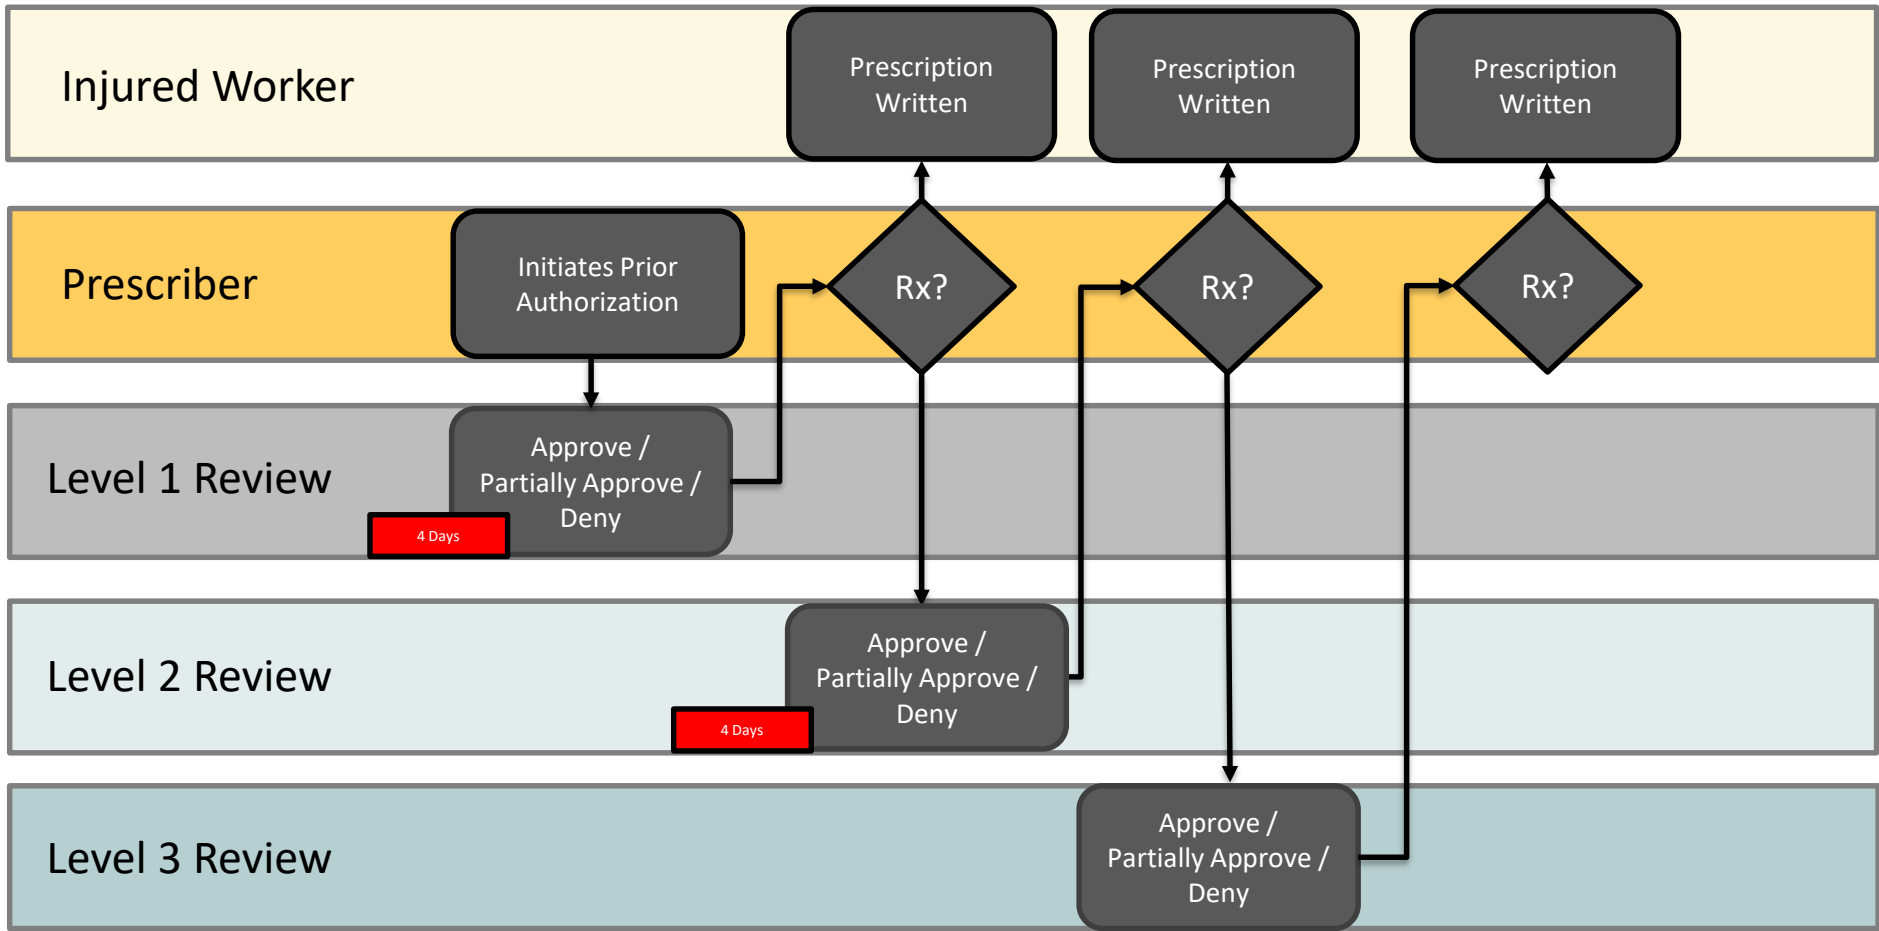 Injured Worker
Prescription
Written
Prescription
Written
Prescription
Written
Prescriber
Initiates Prior
Authorization
Rx?
Rx?
Rx?
Level 1 Review
Approve /
Partially Approve /
Deny
4 Days
Level 2 Review
Approve /
Partially Approve /
Deny
4 Days
Level 3 Review
Approve /
Partially Approve /
Deny